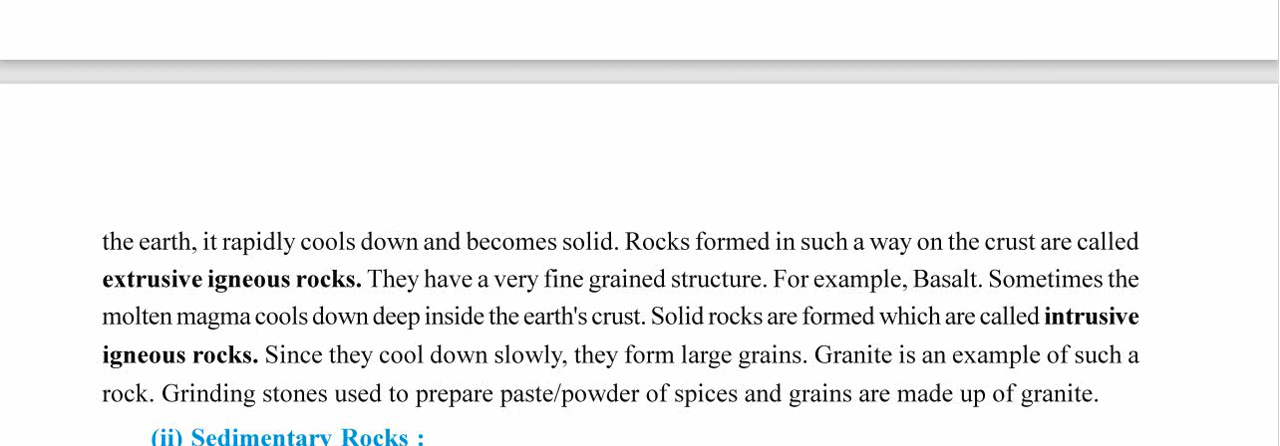 the earth, it rapidly cools down and becomes solid. Rocks formed in such a way on the crust are called
extrusive igneous rocks. They have a very fine grained structure. For example, Basalt. Sometimes the
molten magma cools down deep inside the earth's crust. Solid rocks are formed which are called intrusive
igneous rocks. Since they cool down slowly, they form large grains. Granite is an example of such a
rock. Grinding stones used to prepare paste/powder of spices and grains are made up of granite.
(ii) Sedimentary Rocks :